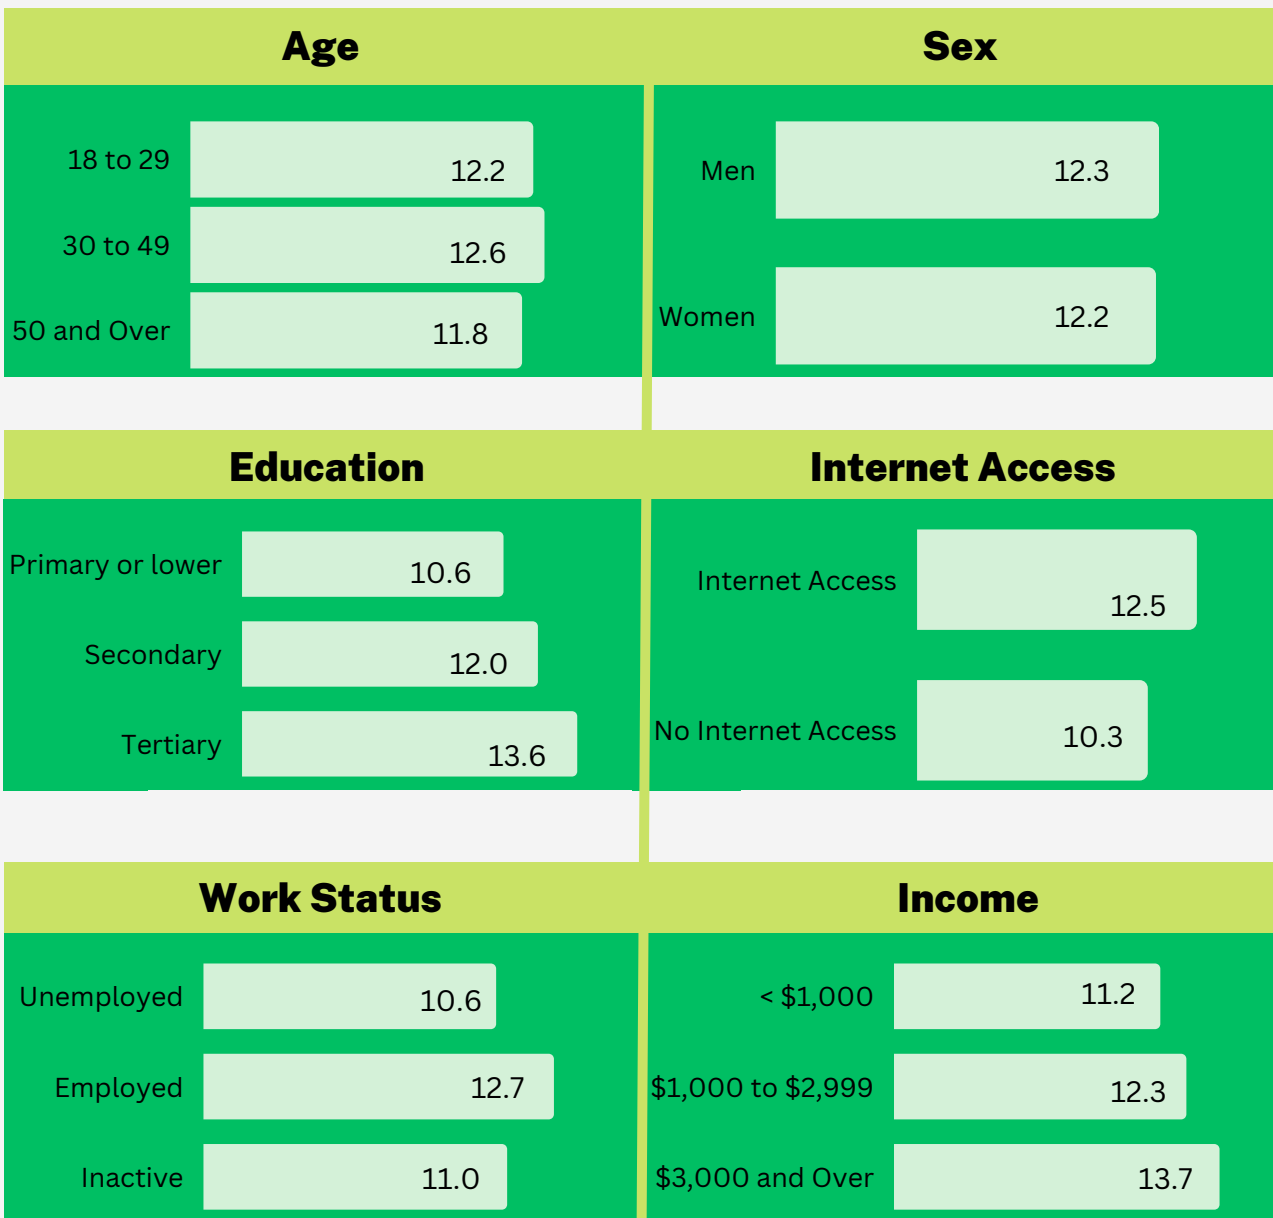 Age
18 to 29 12.2
30 to 49 12.6
50 and Over 11.8
Sex
Men 12.3
Women 12.2
Education
Primary or lower 10.6
Secondary 12.0
Tertiary 13.6
Internet Access
Internet Access 12.5
No Internet Access 10.3
Work Status
Unemployed 10.6
Employed 12.7
Inactive 11.0
Income
< $1,000 11.2
$1,000 to $2,999 12.3
$3,000 and Over 13.7